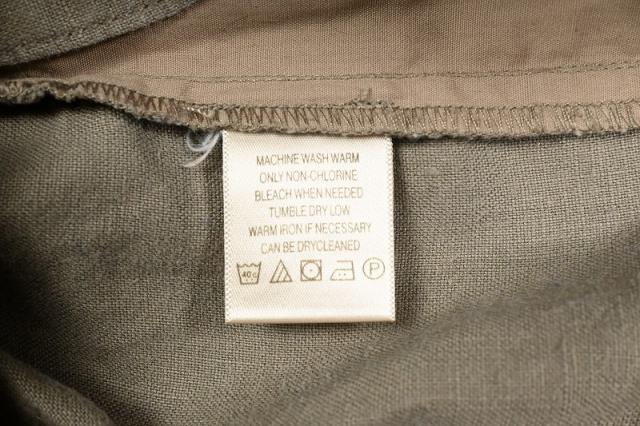 MACHINE WASH WARM
ONLY NON-CHLORINE
BLEACH WHEN NEEDED
TUMBLE DRY LOW
WARM IRON IF NECESSARY
CAN BE DRYCLEANED
40c P